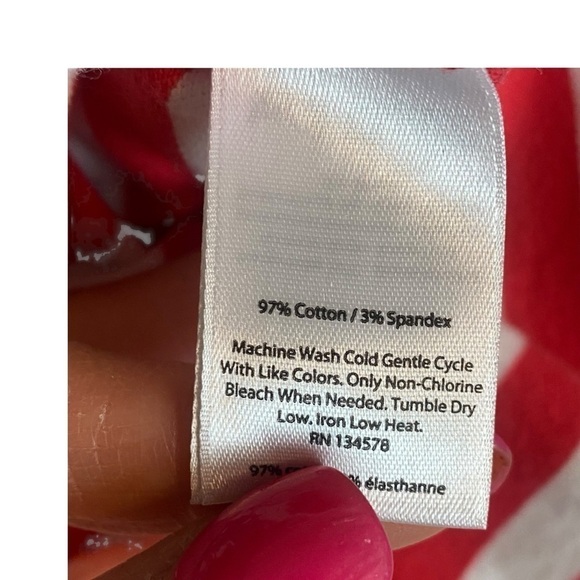 97% Cotton / 3% Spandex
Machine Wash Cold Gentle Cycle
With Like Colors. Only Non-Chlorine
Bleach When Needed. Tumble Dry
Low. Iron Low Heat.
RN 134578
97% % élasthanne